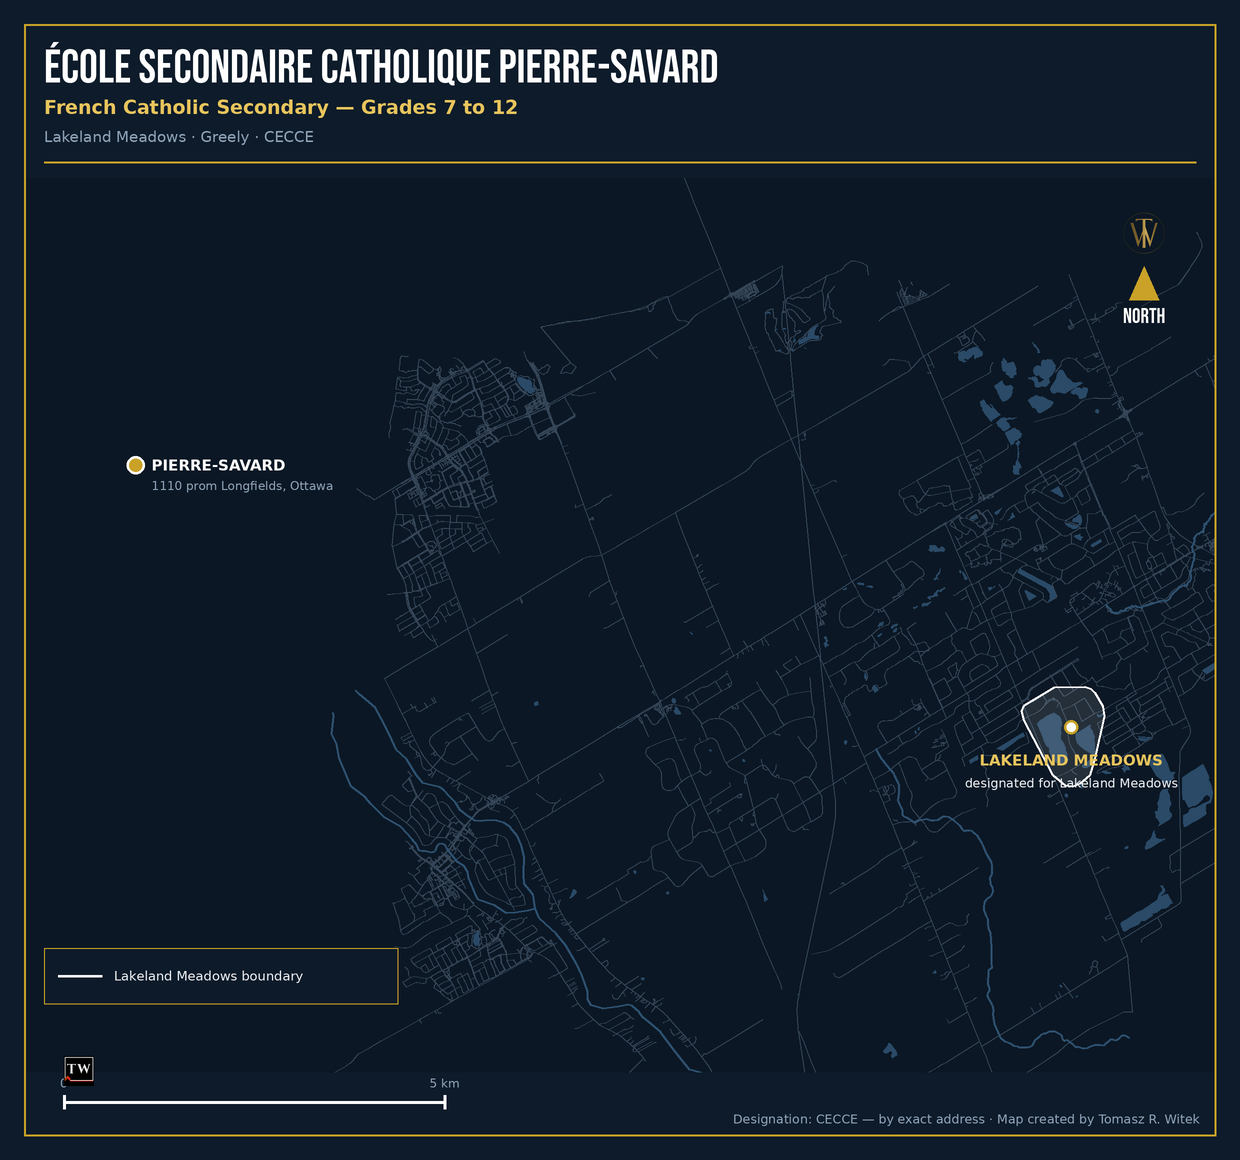 ÉCOLE SECONDAIRE CATHOLIQUE PIERRE-SAVARD
French Catholic Secondary — Grades 7 to 12
Lakeland Meadows · Greely · CECCE
TW
NORTH
PIERRE-SAVARD
1110 prom Longfields, Ottawa
LAKELAND MEADOWS
designated for Lakeland Meadows
Lakeland Meadows boundary
TW
0 5 km
Designation: CECCE — by exact address · Map created by Tomasz R. Witek